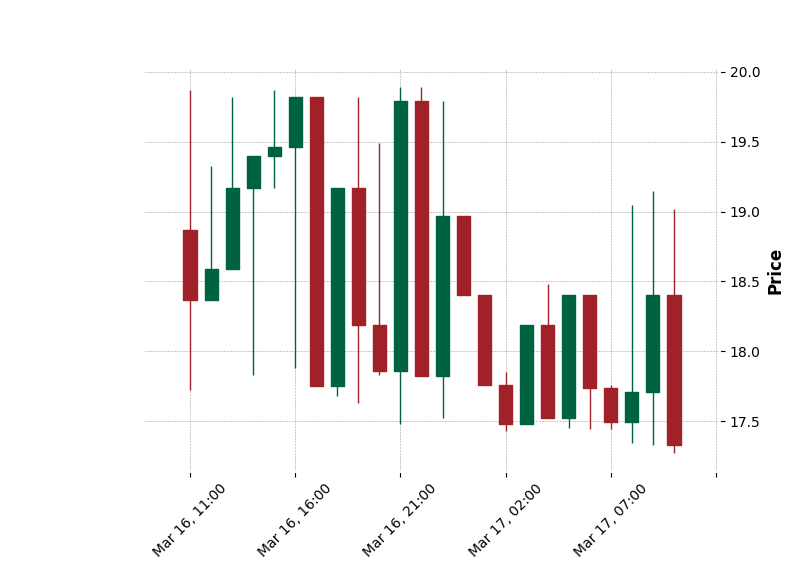 20.0
19.5
19.0
18.5
18.0
17.5
Price
Mar 16, 11:00
Mar 16, 16:00
Mar 16, 21:00
Mar 17, 02:00
Mar 17, 07:00